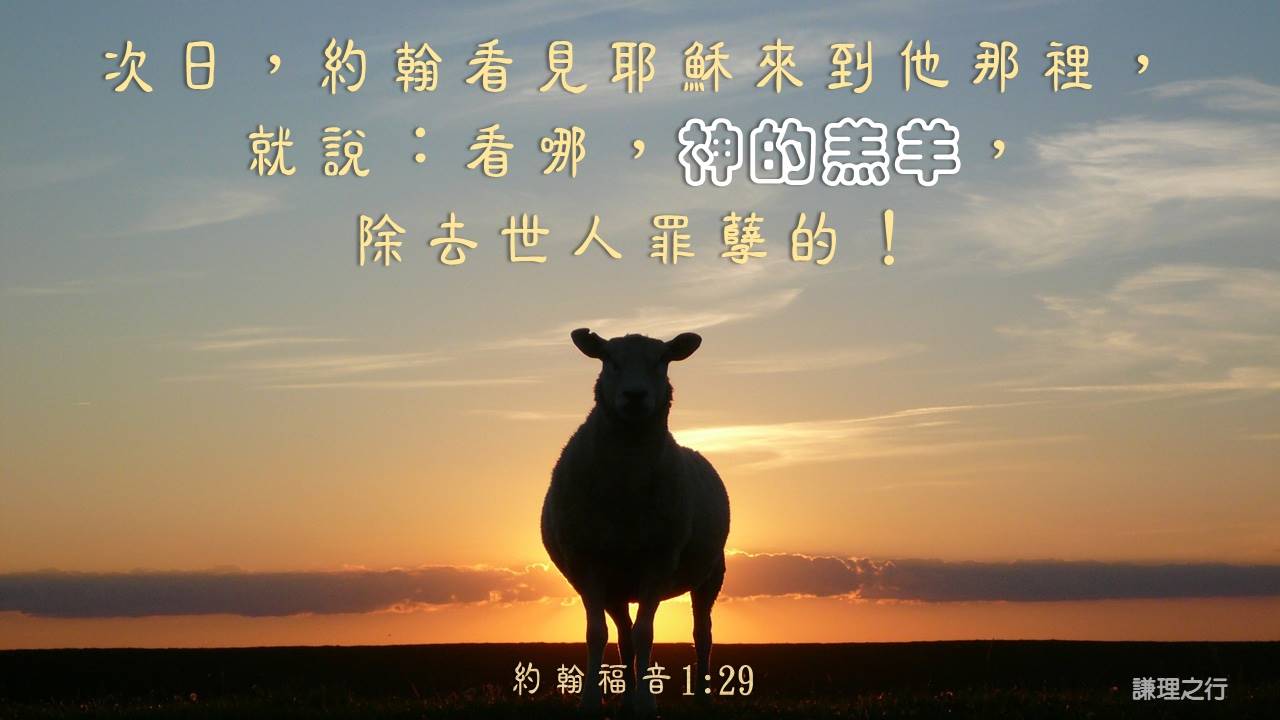 次日，約翰看見耶穌來到他那裡，
就說：看哪，神的羔羊，
除去世人罪孽的！
約翰福音1:29
謙理之行